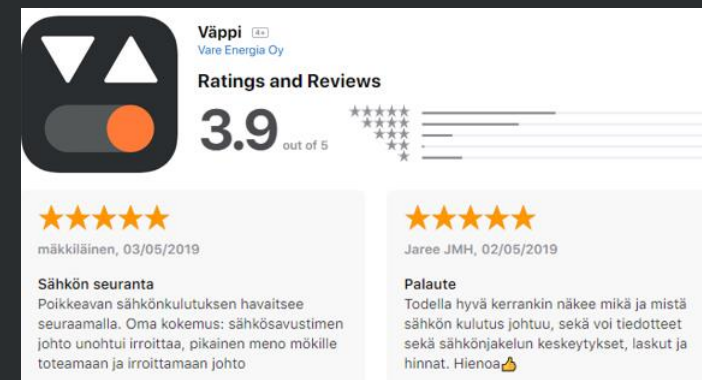 Väppi 4+
Vare Energia Oy
Ratings and Reviews
3.9 out of 5
mäkkiläinen, 03/05/2019
Sähkön seuranta
Poikkeavan sähkönkulutuksen havaitsee
seuraamalla. Oma kokemus: sähkösavustimen
johto unohtui irroittaa, pikainen meno mökille
toteamaan ja irroittamaan johto
Jaree JMH, 02/05/2019
Palaute
Todella hyvä kerrankin näkee mikä ja mistä
sähkön kulutus johtuu, sekä voi tiedotteet
sekä sähkönjakelun keskeytykset, laskut ja
hinnat. Hienoa👍